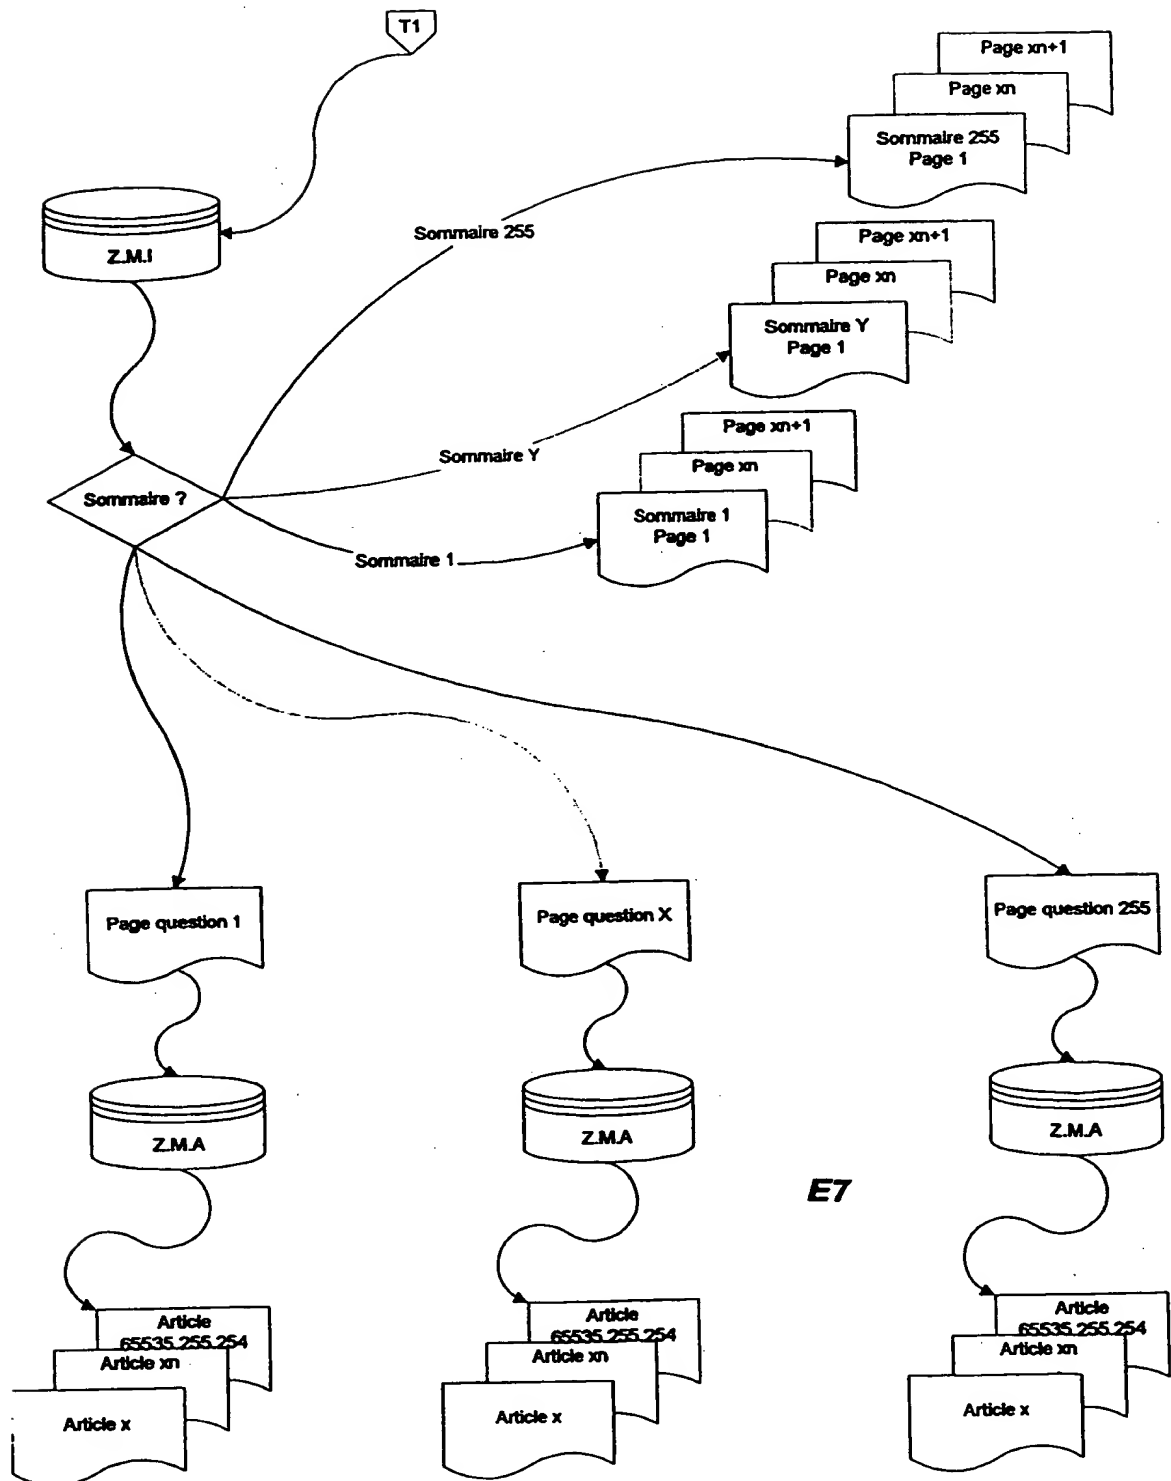 T1
Page xn+1
Page xn
Sommaire 255
Page 1
Sommaire 255
Z.M.I
Page xn+1
Page xn
Sommaire Y
Page 1
Page xn+1
Sommaire Y
Page xn
Sommaire ?
Sommaire 1
Page 1
Sommaire 1
Page question 1
Page question X
Page question 255
Z.M.A
Z.M.A
Z.M.A
E7
Article
65535.255.254
Article xn
Article x
Article
65535.255.254
Article xn
Article x
Article
65535.255.254
Article xn
Article x